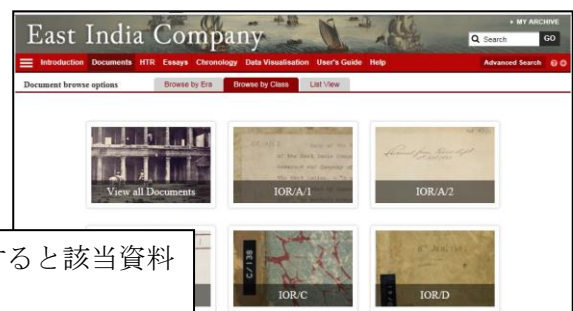 East India Company
+ MY ARCHIVE
Search GO
Introduction Documents HTR Essays Chronology Data Visualisation User's Guide Help Advanced Search
Document browse options Browse by Era Browse by Class List View
View all Documents IOR/A/1 IOR/A/2
ると該当資料
C/138
IOR/C IOR/D